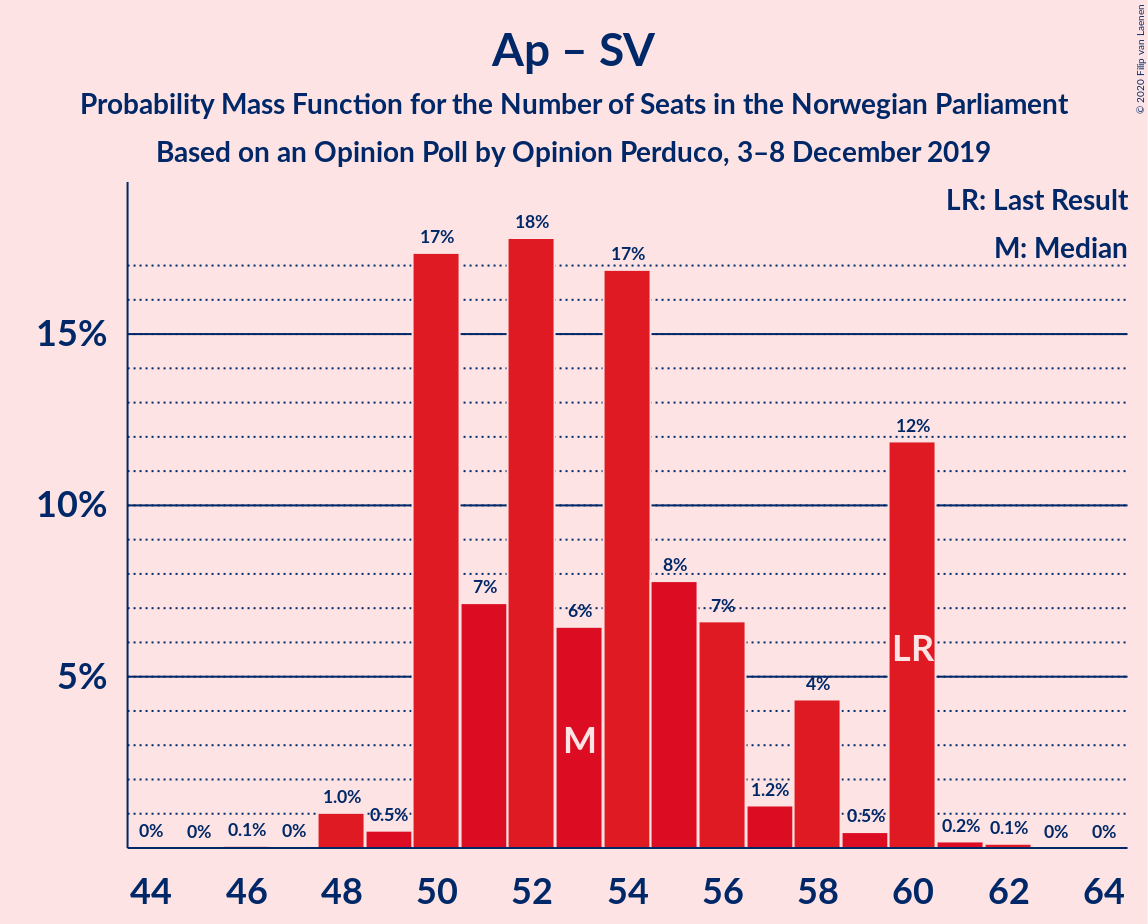 Ap – SV
Probability Mass Function for the Number of Seats in the Norwegian Parliament
Based on an Opinion Poll by Opinion Perduco, 3–8 December 2019
© 2020 Filip van Laenen
LR: Last Result
M: Median
15%
10%
5%
0%
0%
0.1%
0%
1.0%
0.5%
17%
7%
18%
6%
17%
8%
7%
1.2%
4%
0.5%
12%
0.2%
0.1%
0%
0%
M
LR
44 46 48 50 52 54 56 58 60 62 64